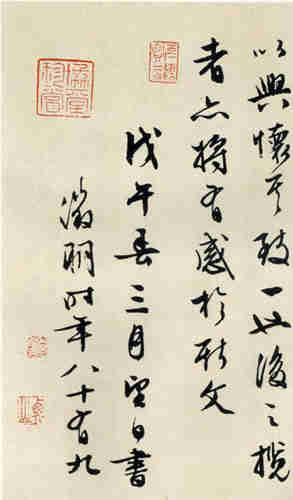 以興懷其致一也後之攬
者亦將有感於斯文
戊午春三月望日書
徵明時年八十有九